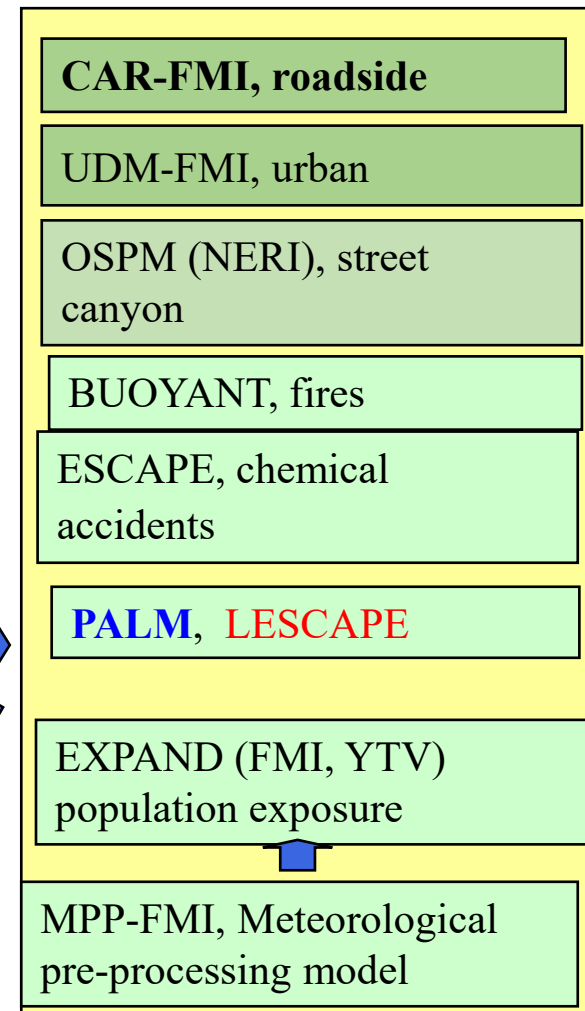 CAR-FMI, roadside
UDM-FMI, urban
OSPM (NERI), street
canyon
BUOYANT, fires
ESCAPE, chemical
accidents
PALM, LESCAPE
EXPAND (FMI, YTV)
population exposure
MPP-FMI, Meteorological
pre-processing model